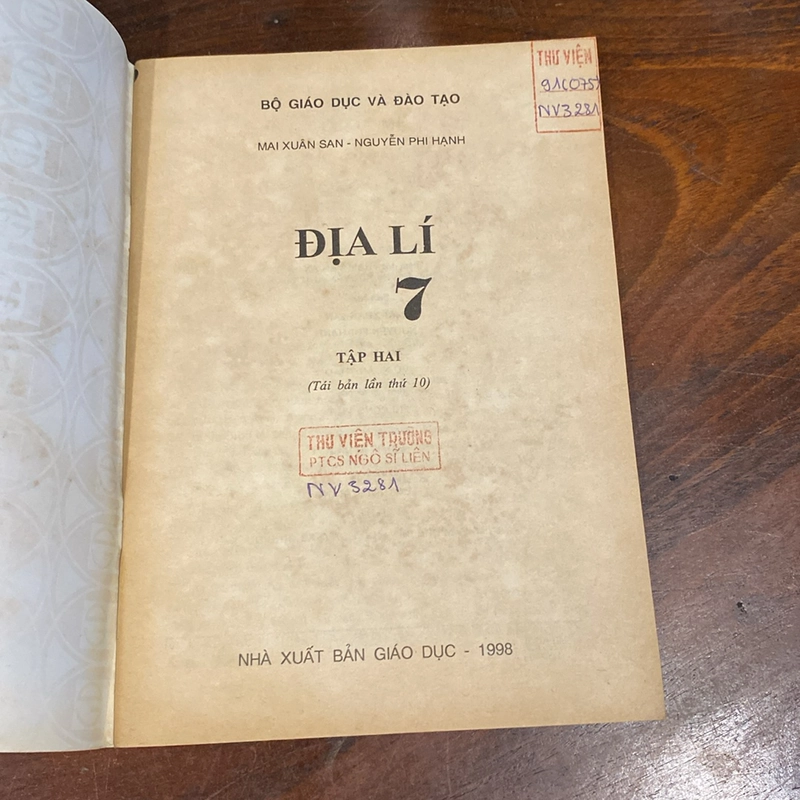 BỘ GIÁO DỤC VÀ ĐÀO TẠO
THƯ VIỆN
91(075)
NV3281
MAI XUÂN SAN - NGUYỄN PHI HẠNH
ĐỊA LÍ
7
TẬP HAI
(Tái bản lần thứ 10)
THƯ VIỆN TRƯỜNG
PTCS NGÔ SĨ LIÊN
NV3281
NHÀ XUẤT BẢN GIÁO DỤC - 1998